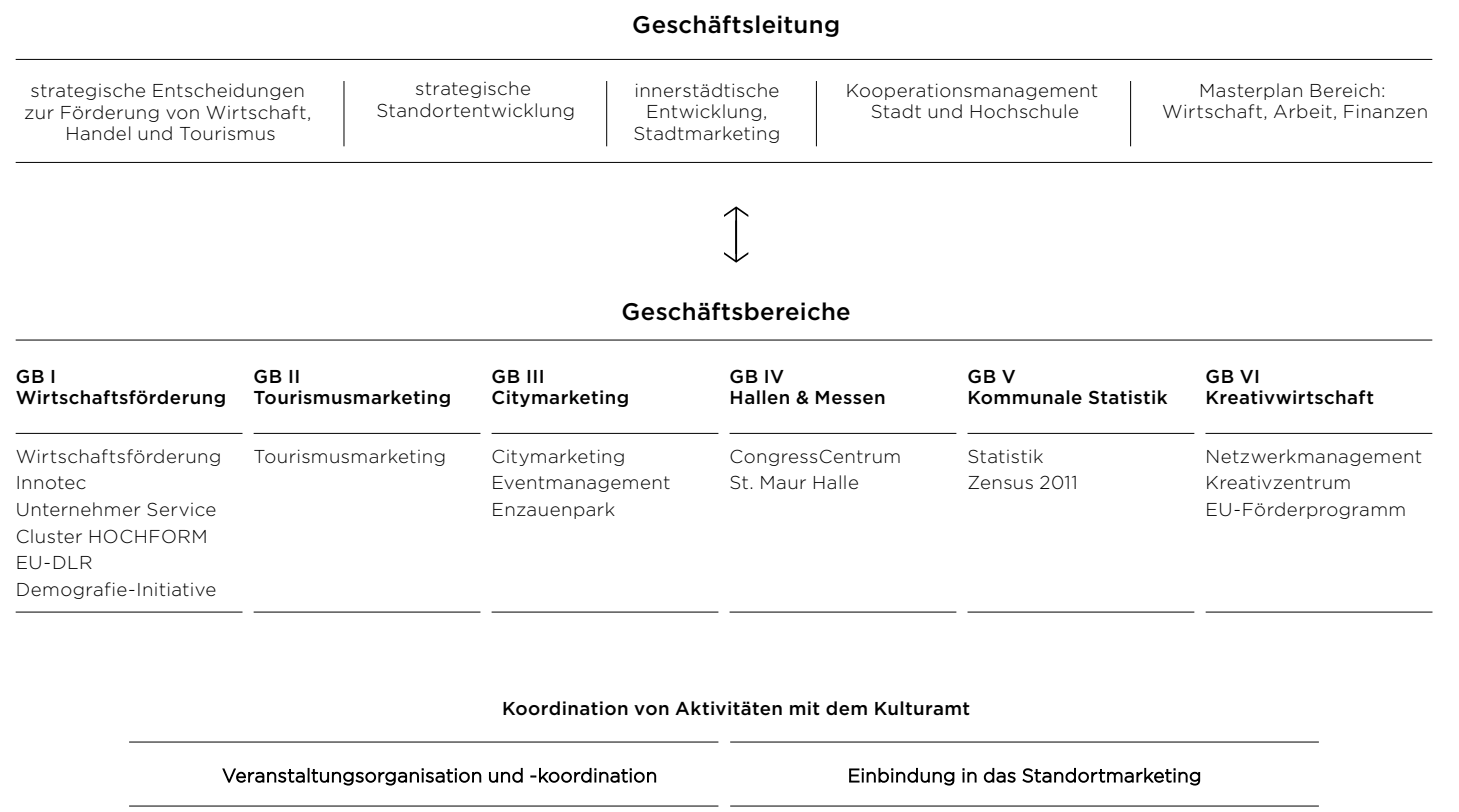 Geschäftsleitung
strategische Entscheidungen
zur Förderung von Wirtschaft,
Handel und Tourismus
strategische
Standortentwicklung
innerstädtische
Entwicklung,
Stadtmarketing
Kooperationsmanagement
Stadt und Hochschule
Masterplan Bereich:
Wirtschaft, Arbeit, Finanzen
Geschäftsbereiche
GB I
Wirtschaftsförderung
Wirtschaftsförderung
Innotec
Unternehmer Service
Cluster HOCHFORM
EU-DLR
Demografie-Initiative
GB II
Tourismusmarketing
Tourismusmarketing
GB III
Citymarketing
Citymarketing
Eventmanagement
Enzauenpark
GB IV
Hallen & Messen
CongressCentrum
St. Maur Halle
GB V
Kommunale Statistik
Statistik
Zensus 2011
GB VI
Kreativwirtschaft
Netzwerkmanagement
Kreativzentrum
EU-Förderprogramm
Koordination von Aktivitäten mit dem Kulturamt
Veranstaltungsorganisation und -koordination
Einbindung in das Standortmarketing